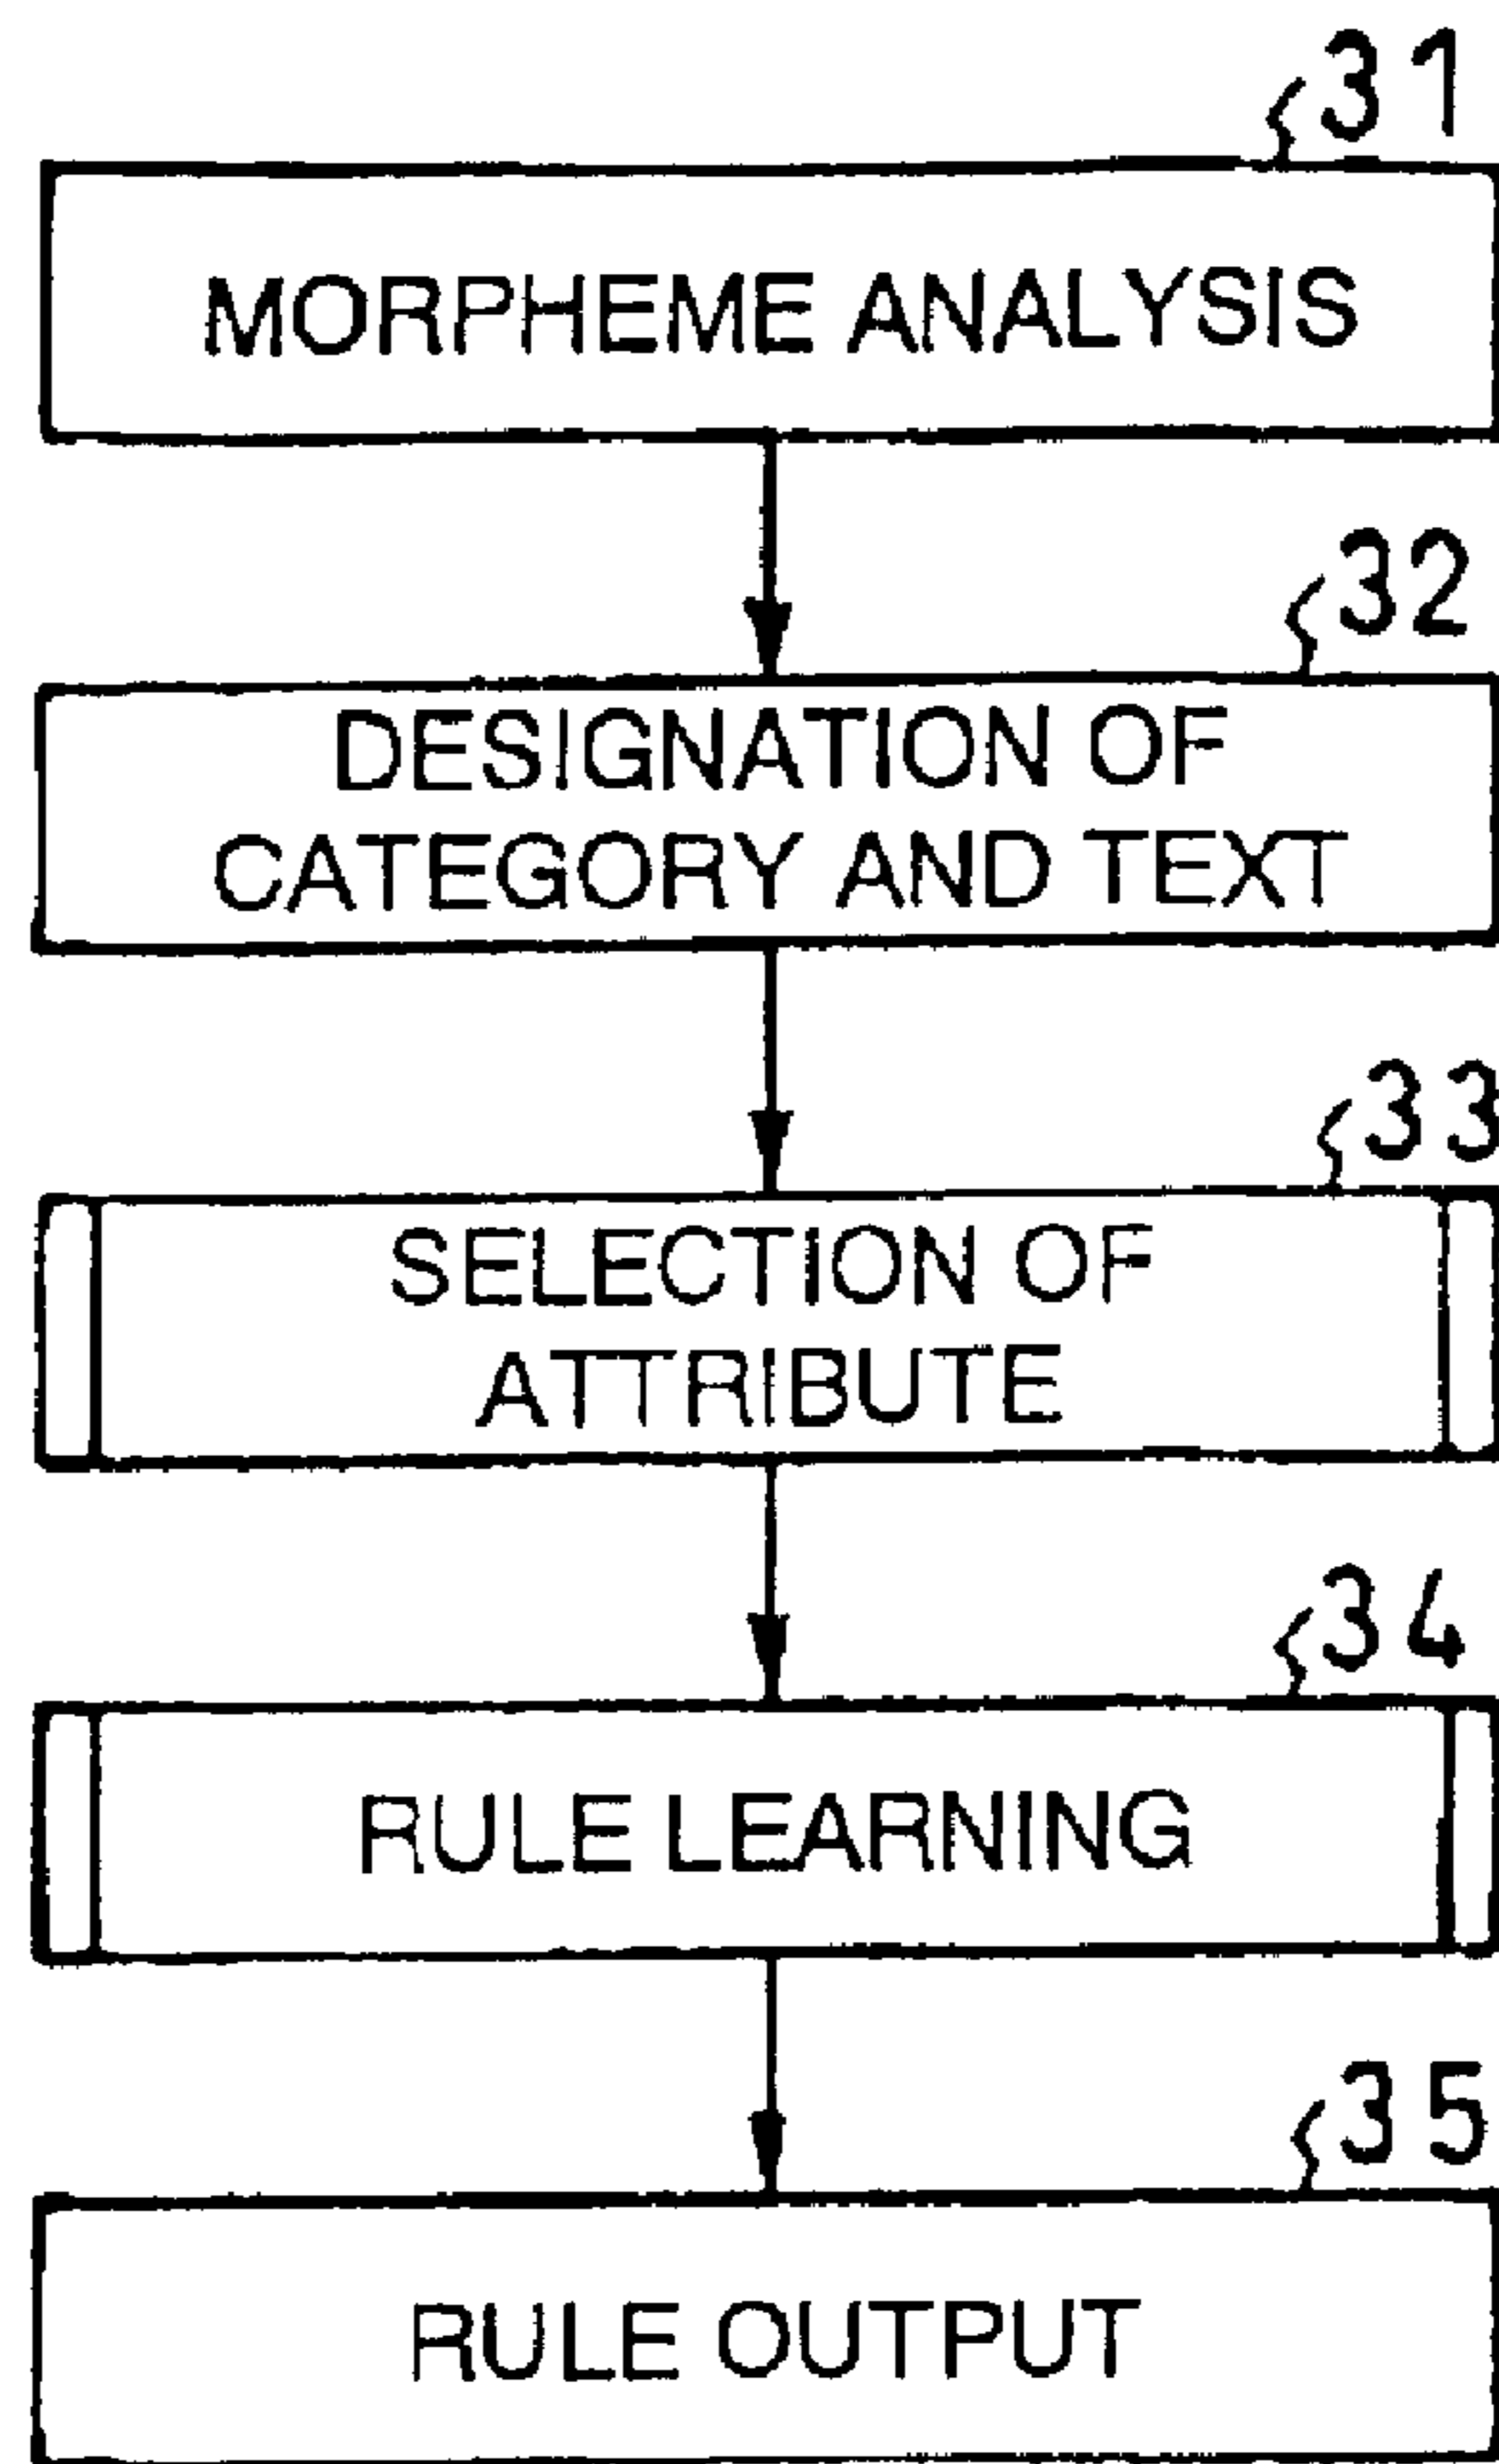 31
MORPHEME ANALYSIS
32
DESIGNATION OF
CATEGORY AND TEXT
33
SELECTION OF
ATTRIBUTE
34
RULE LEARNING
35
RULE OUTPUT